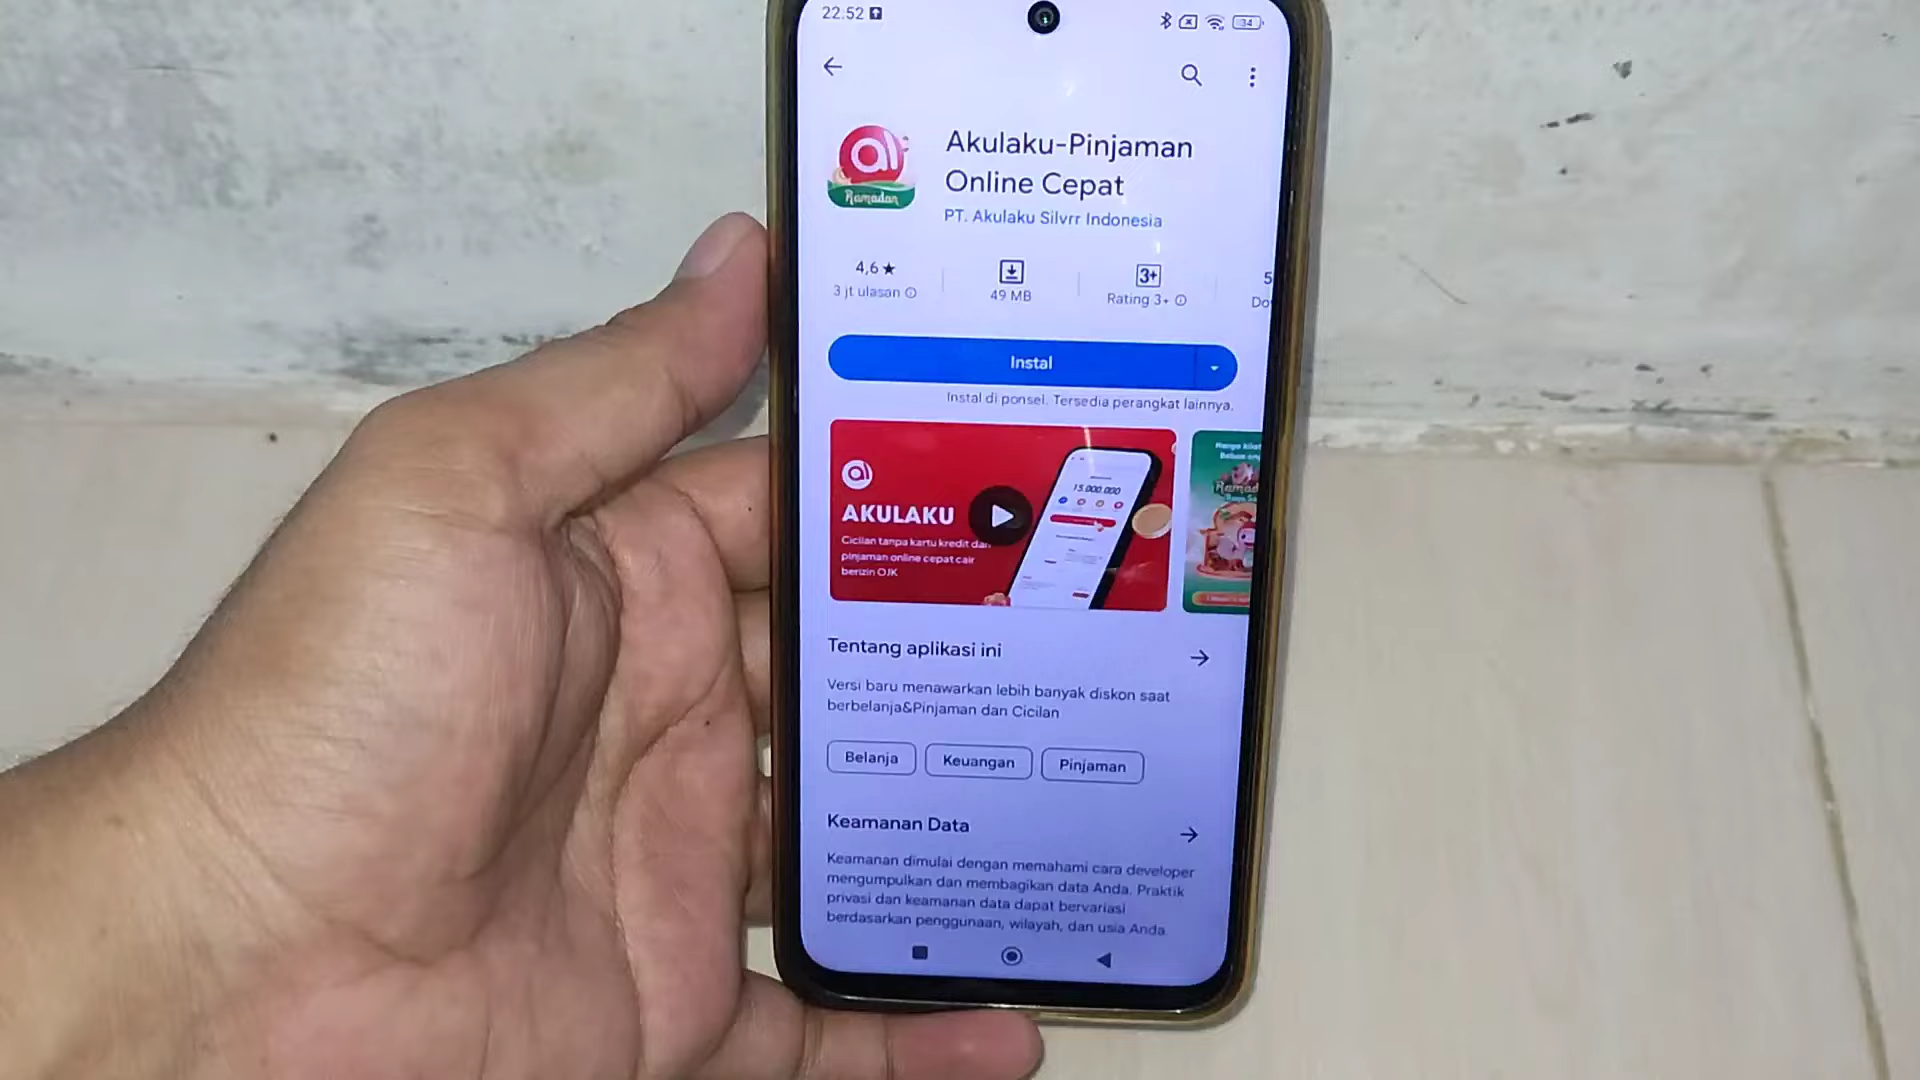 22.52
34
Akulaku-Pinjaman
Online Cepat
PT. Akulaku Silvrr Indonesia
Ramadan
4,6★
3 jt ulasan
49 MB
3+
Rating 3+
5
Do
Instal
Instal di ponsel. Tersedia perangkat lainnya.
AKULAKU
Cicilan tanpa kartu kredit dan
pinjaman online cepat cair
berizin OJK
15.000.000
Tentang aplikasi ini
Versi baru menawarkan lebih banyak diskon saat
berbelanja&Pinjaman dan Cicilan
Belanja
Keuangan
Pinjaman
Keamanan Data
Keamanan dimulai dengan memahami cara developer
mengumpulkan dan membagikan data Anda. Praktik
privasi dan keamanan data dapat bervariasi
berdasarkan penggunaan, wilayah, dan usia Anda.